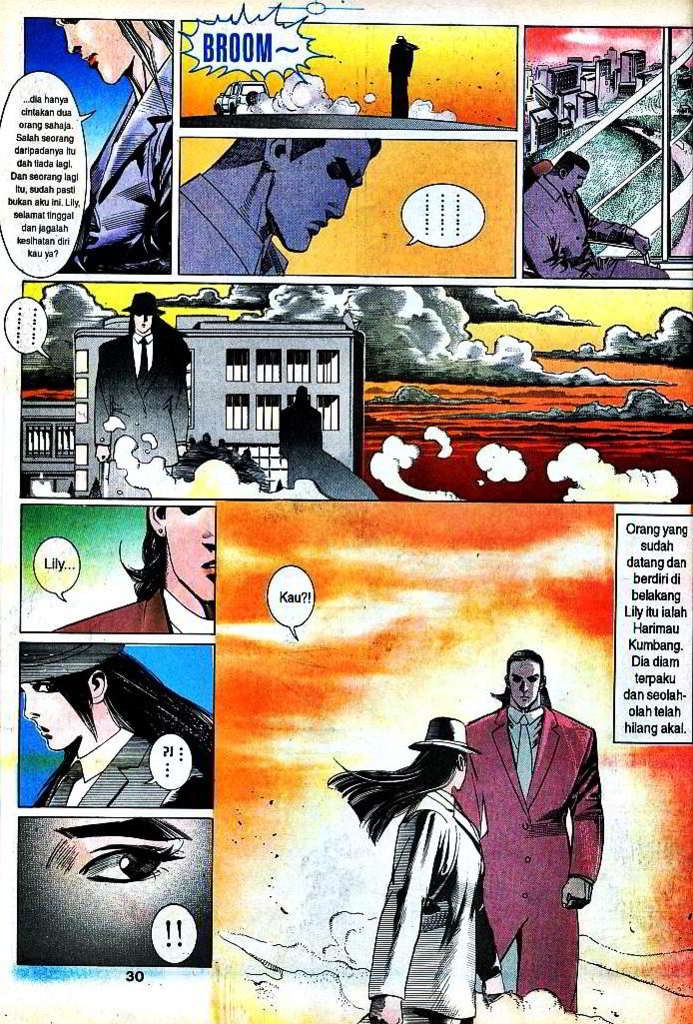 ...dia hanya
cintakan dua
orang sahaja.
Salah seorang
daripadanya itu
dah tiada lagi.
Dan seorang lagi
itu, sudah pasti
bukan aku ini. Lily,
selamat tinggal
dan jagalah
kesihatan diri
kau ya?
BROOM~
Lily...
Kau?!
Orang yang
sudah
datang dan
berdiri di
belakang
Lily itu ialah
Harimau
Kumbang.
Dia diam
terpaku
dan seolah-
olah telah
hilang akal.
!!
30